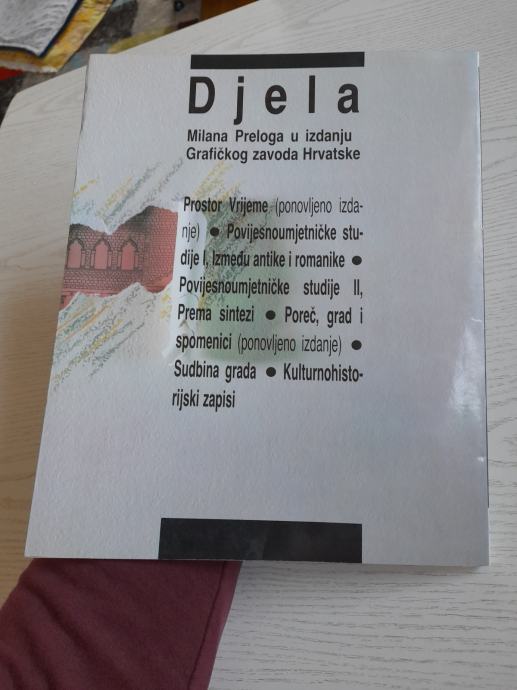 Djela
Milana Preloga u izdanju
Grafičkog zavoda Hrvatske
Prostor Vrijeme (ponovljeno izda-
nje) ● Povijesnoumjetničke stu-
dije I, Između antike i romanike ●
Povijesnoumjetničke studije II,
Prema sintezi ● Poreč, grad i
spomenici (ponovljeno izdanje) ●
Sudbina grada ● Kulturnohisto-
rijski zapisi